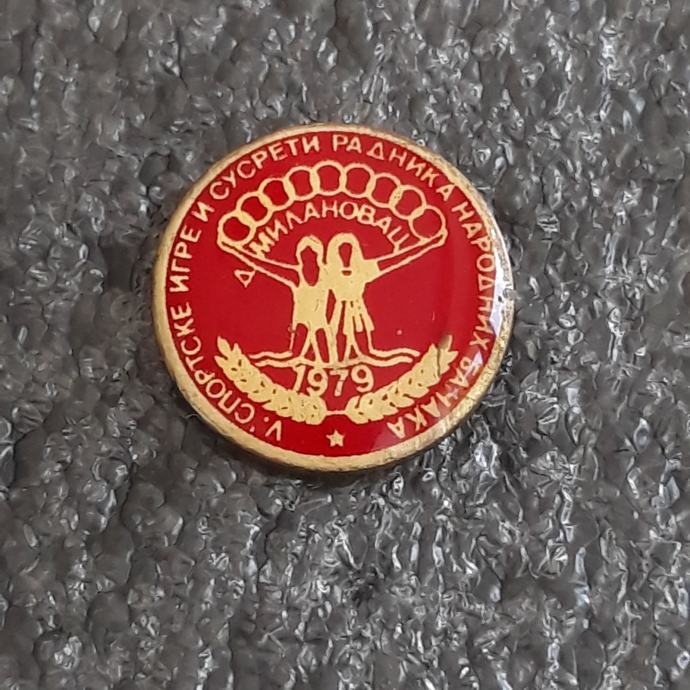 V. СПОРТСКЕ ИГРЕ И СУСРЕТИ РАДНИКА НАРОДНИХ БАНАКА
Д. МИЛАНОВАЦ
1979